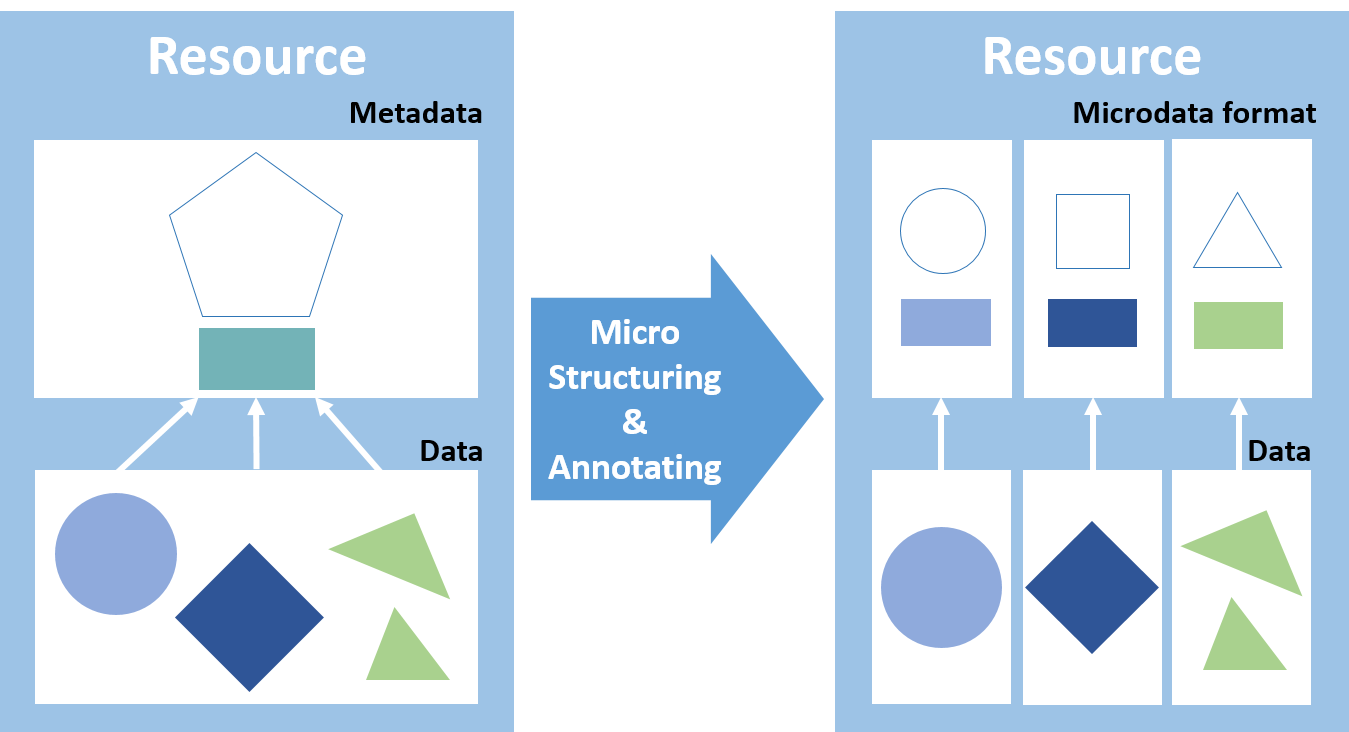 Resource
Metadata
Data
Micro
Structuring
&
Annotating
Resource
Microdata format
Data